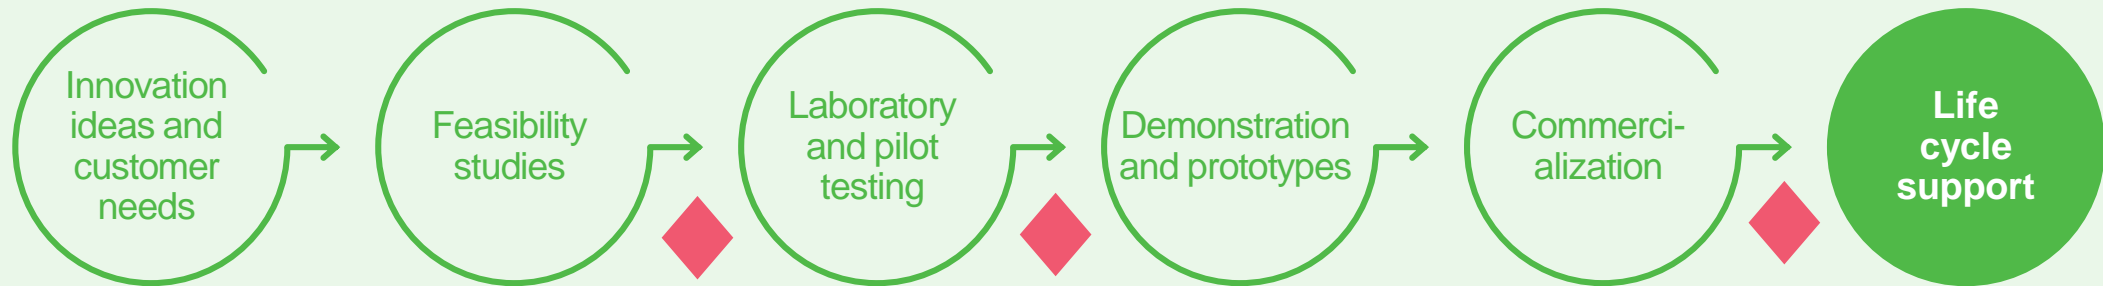 Innovation
ideas and
customer
needs
Feasibility
studies
Laboratory
and pilot
testing
Demonstration
and prototypes
Commerci-
alization
Life
cycle
support